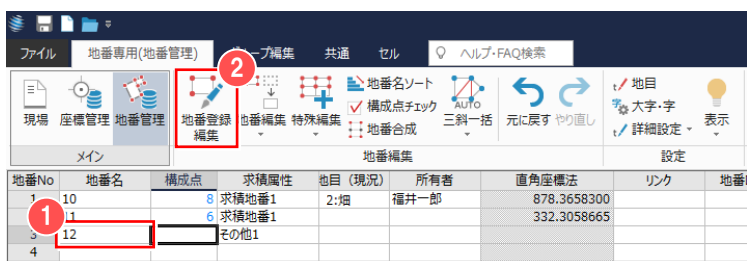 ファイル 地番専用(地番管理) ループ編集 共通 セル ヘルプ・FAQ検索
2
現場 座標管理 地番管理 地番登録編集 地番編集 特殊編集 地番名ソート 構成点チェック 地番合成 AUTO 三斜一括 元に戻す やり直し 地目 大字・字 詳細設定 表示
メイン 地番編集 設定
地番No 地番名 構成点 求積属性 地目（現況） 所有者 直角座標法 リンク 地番
1 10 8 求積地番1 2:畑 福井一郎 878.3658300
11 6 求積地番1 332.3058665
1
3 12 その他1
4